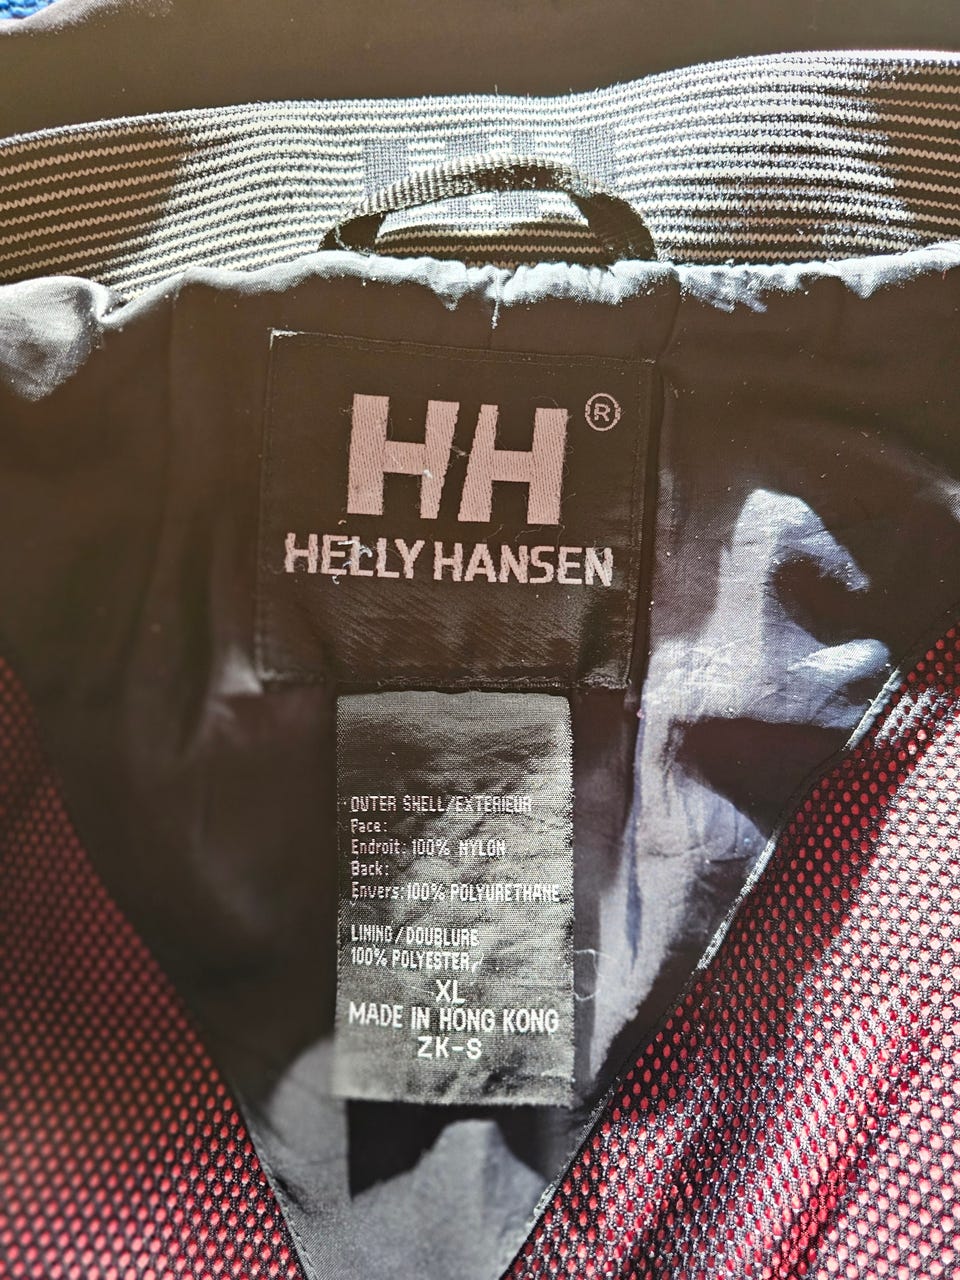 HH®
HELLY HANSEN
OUTER SHELL/EXTERIEUR
Face:
Endroit: 100% NYLON
Back:
Envers:100% POLYURETHANE
LINING/DOUBLURE
100% POLYESTER,
XL
MADE IN HONG KONG
ZK-S